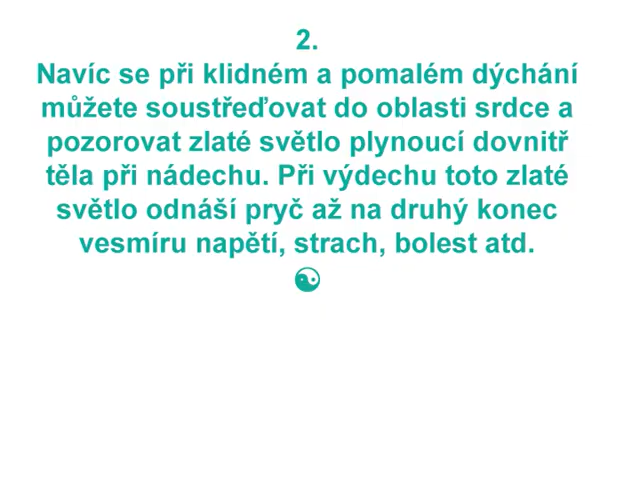 2.
Navíc se při klidném a pomalém dýchání
můžete soustřeďovat do oblasti srdce a
pozorovat zlaté světlo plynoucí dovnitř
těla při nádechu. Při výdechu toto zlaté
světlo odnáší pryč až na druhý konec
vesmíru napětí, strach, bolest atd.
☯